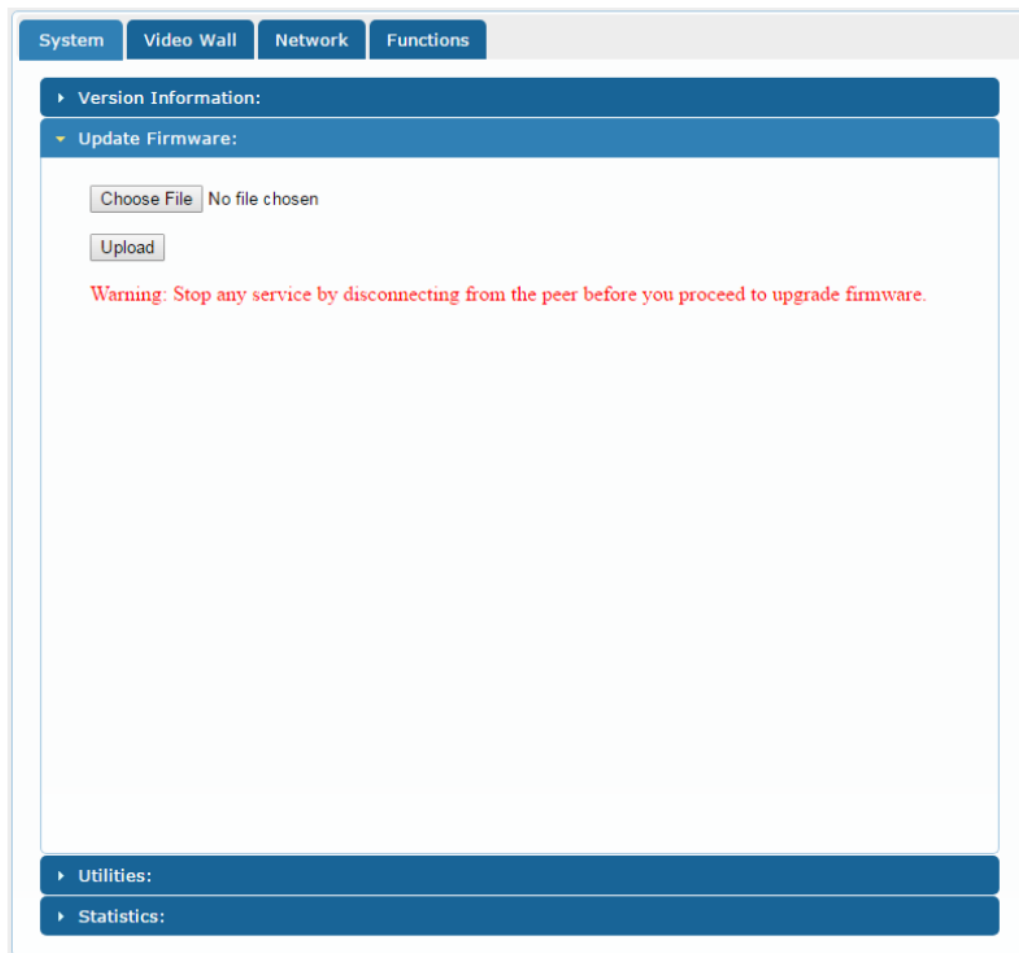 System Video Wall Network Functions
Version Information:
Update Firmware:
Choose File No file chosen
Upload
Warning: Stop any service by disconnecting from the peer before you proceed to upgrade firmware.
Utilities:
Statistics: